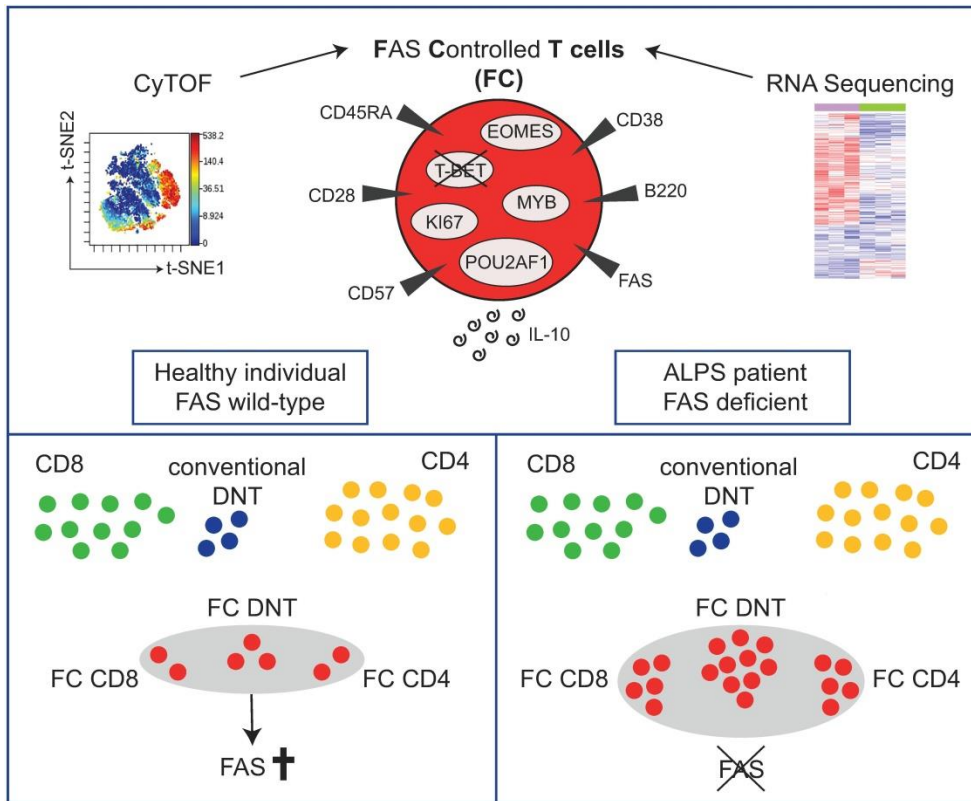 FAS Controlled T cells
(FC)
CyTOF
RNA Sequencing
t-SNE2
t-SNE1
538.2
140.4
36.51
8.924
0
CD45RA
CD28
CD57
EOMES
T-BET
MYB
KI67
POU2AF1
CD38
B220
FAS
IL-10
Healthy individual
FAS wild-type
ALPS patient
FAS deficient
CD8
conventional
DNT
CD4
FC DNT
FC CD8
FC CD4
FAS
CD8
conventional
DNT
CD4
FC DNT
FC CD8
FC CD4
FAS